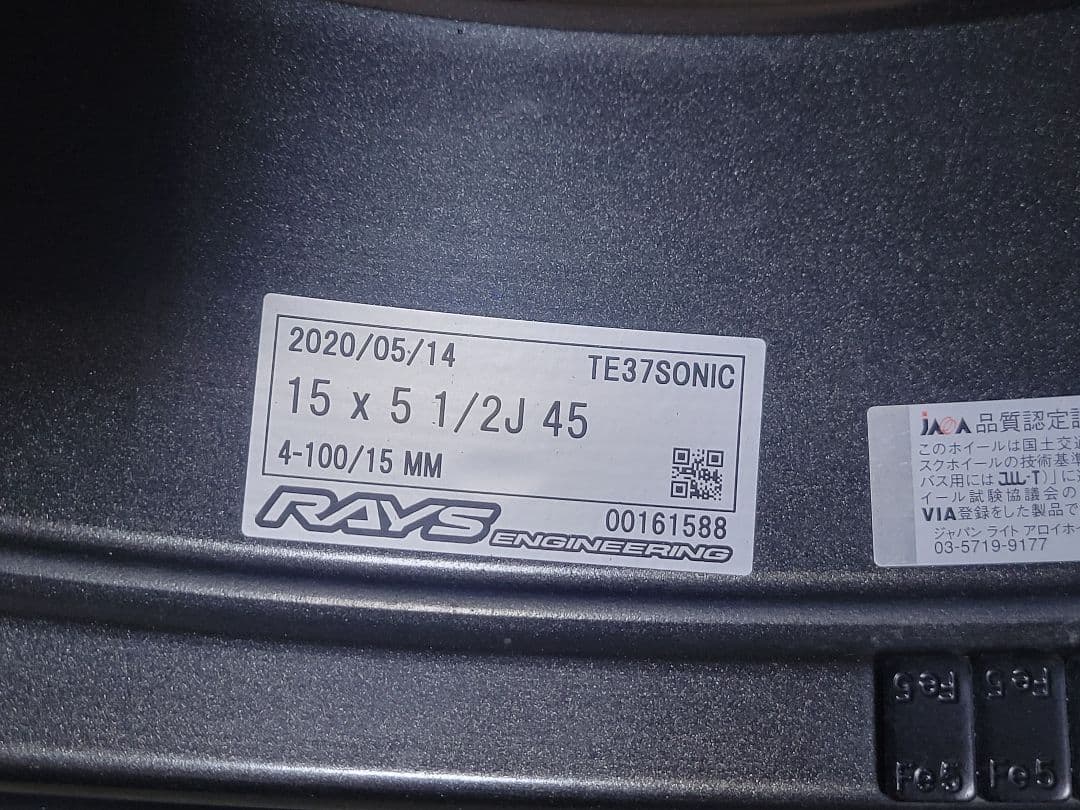 2020/05/14
TE37SONIC
15 x 5 1/2J 45
4-100/15 MM
RAYS
00161588
ENGINEERING
JAWA 品質認定
このホイールは国土交
スクホイールの技術基準
バス用には JWL-T)」に
イール試験協議会の
VIA登録をした製品で
ジャパン ライト アロイホ
03-5719-9177
Fe5 Fe5
Fe5 Fe5